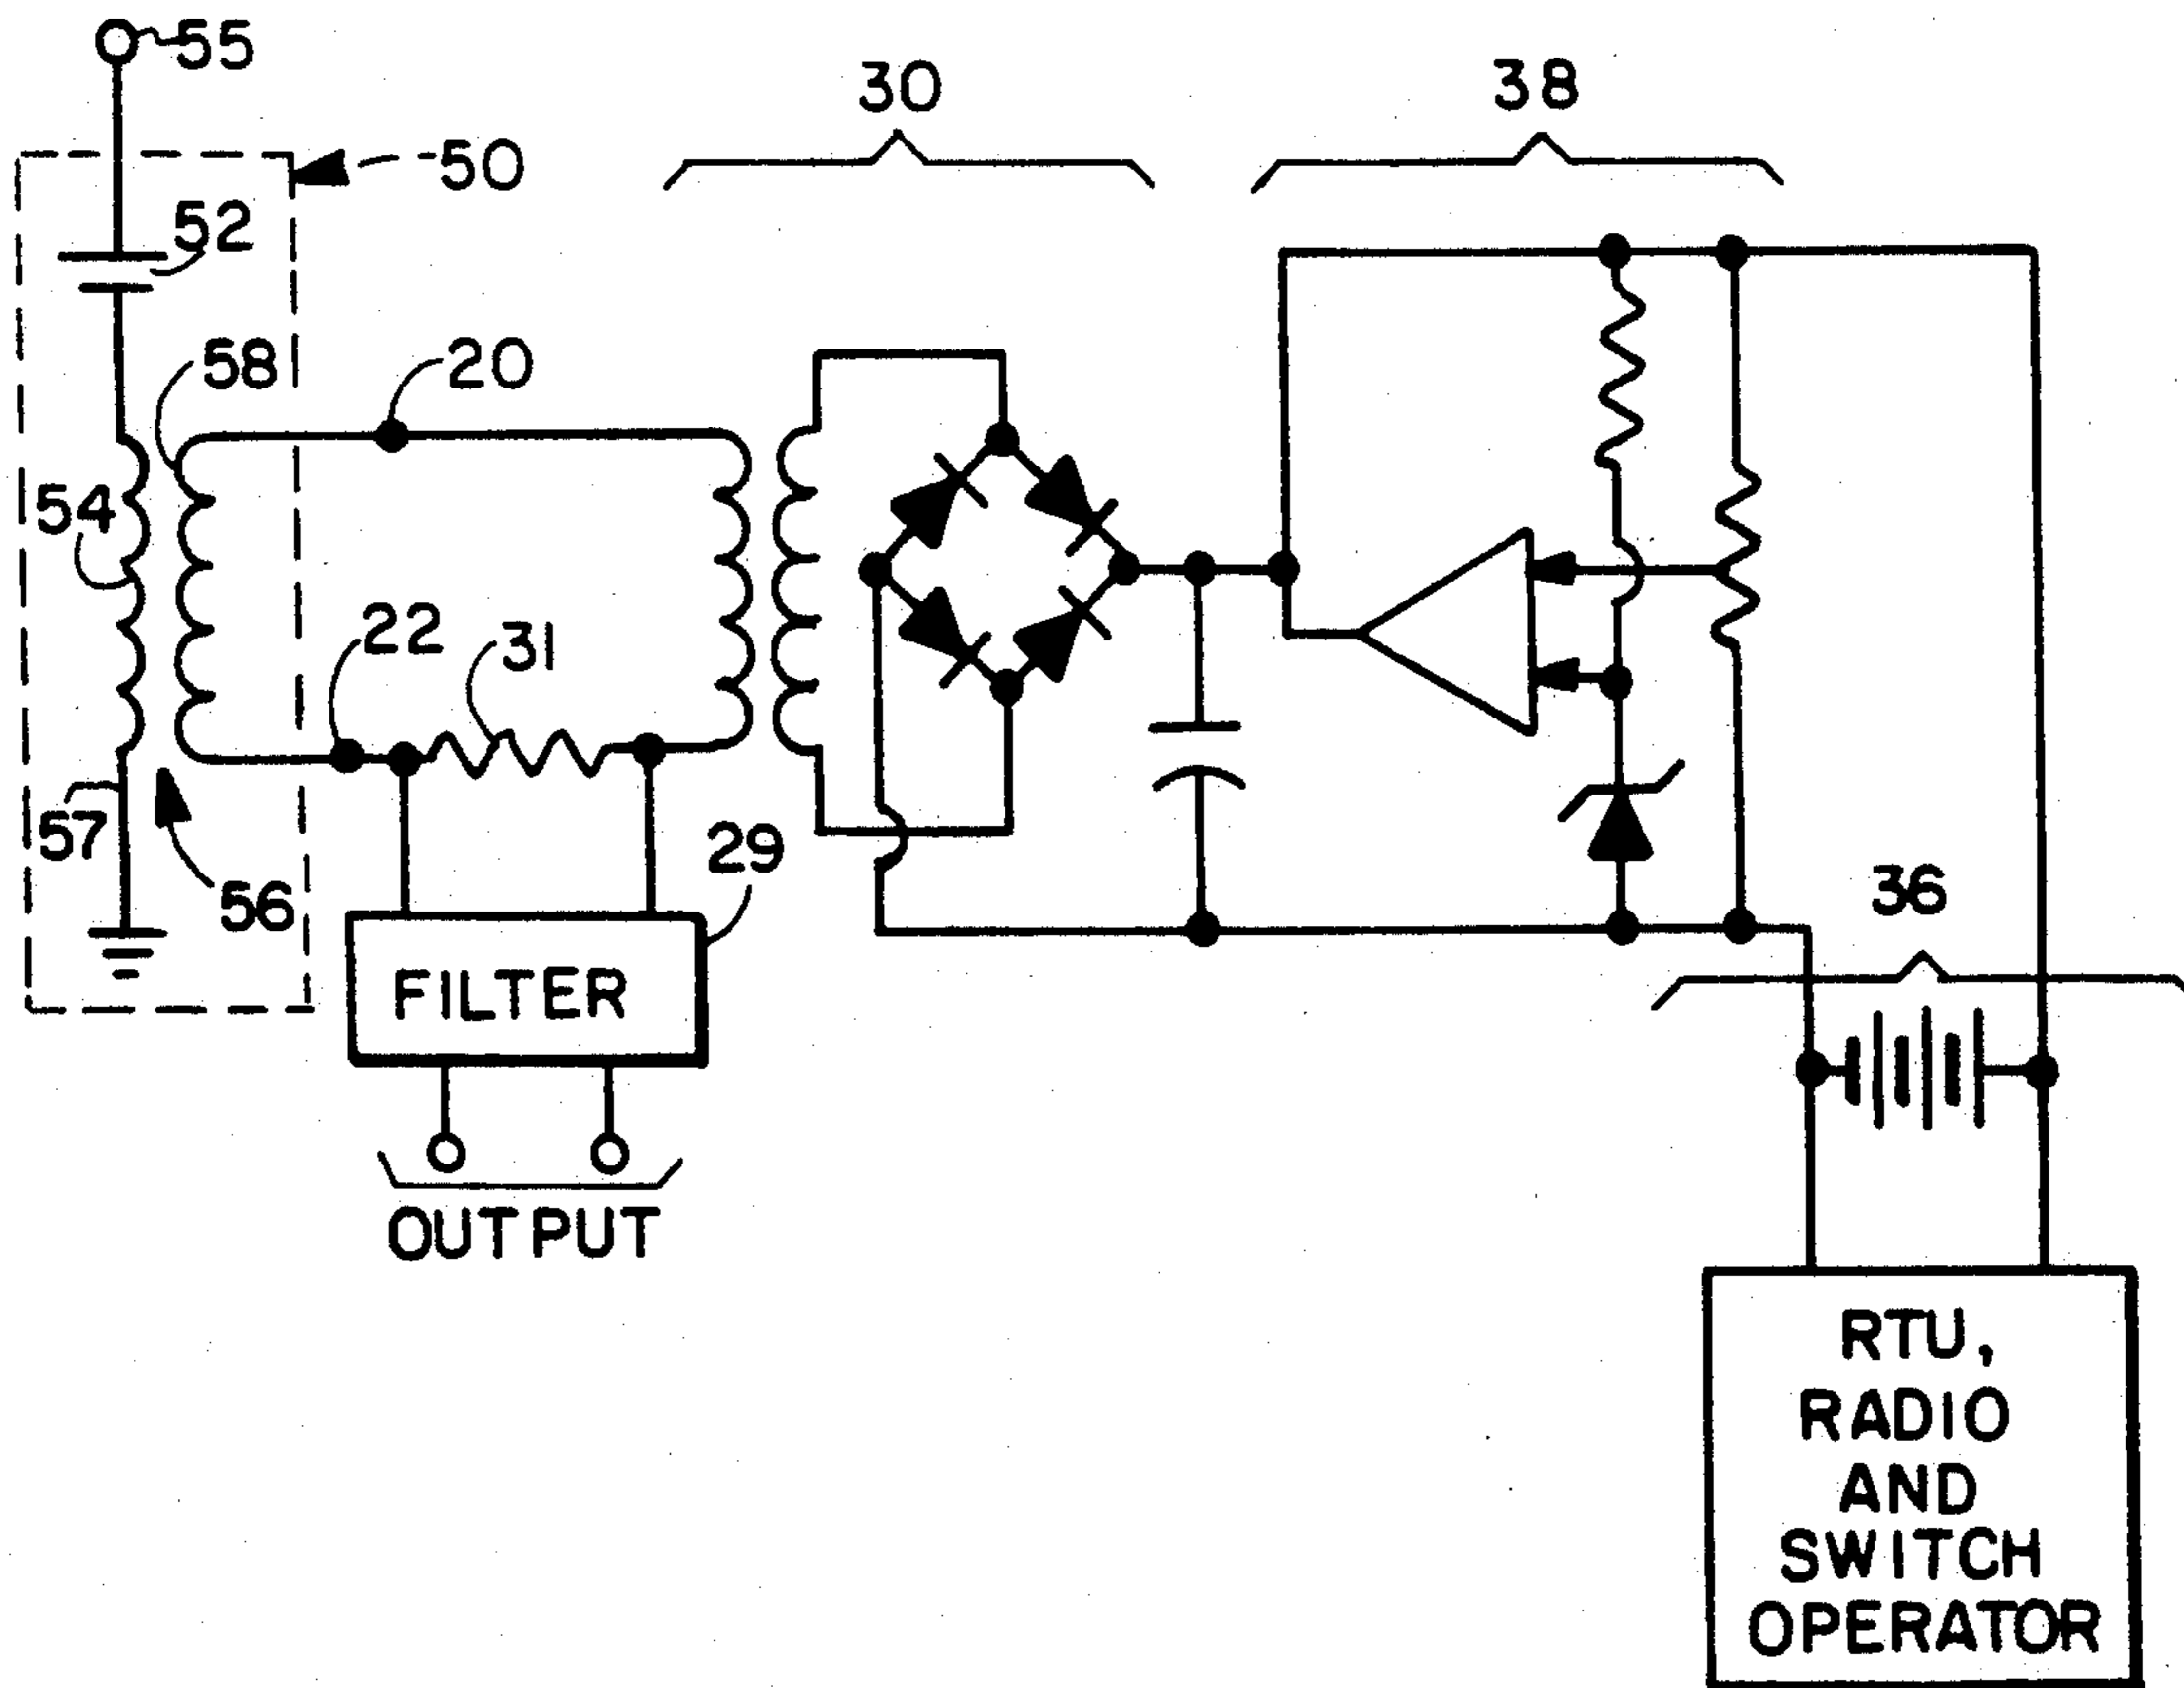 55
30
38
50
52
58
20
54
22
31
57
56
29
36
FILTER
OUTPUT
RTU,
RADIO
AND
SWITCH
OPERATOR